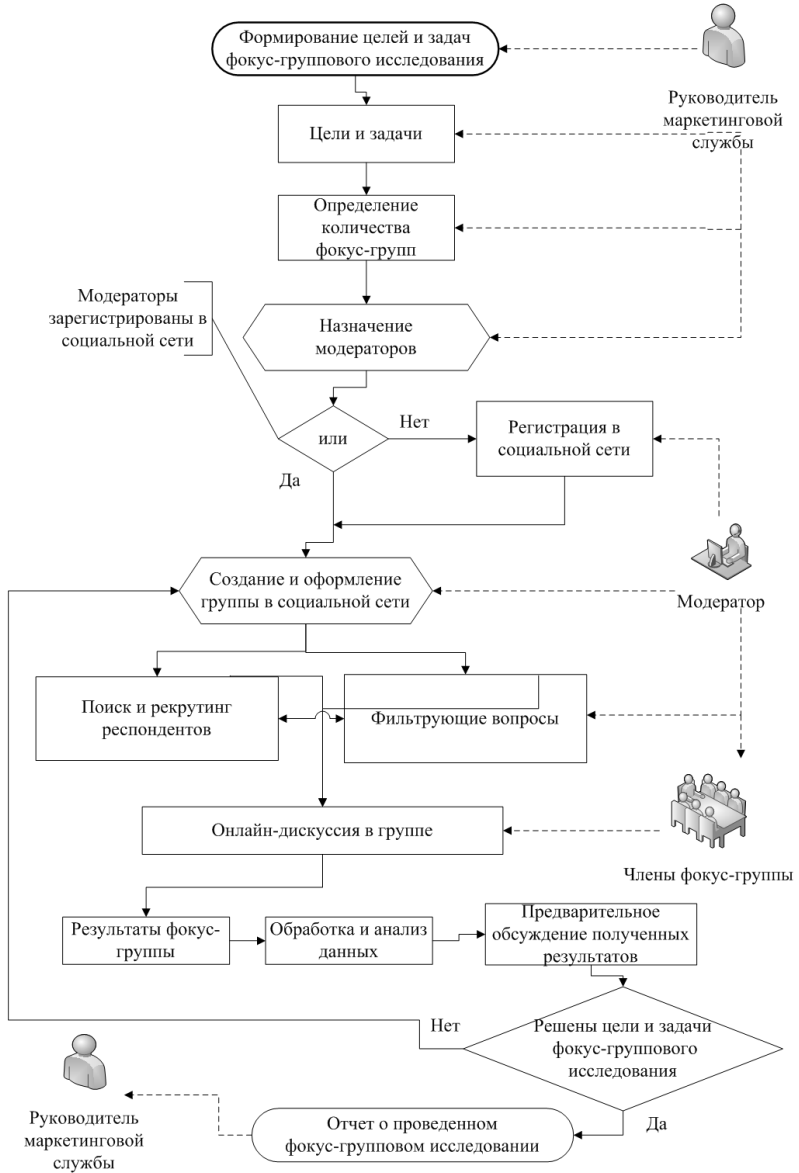 Формирование целей и задач
фокус-группового исследования
Руководитель
маркетинговой
службы
Цели и задачи
Определение
количества
фокус-групп
Модераторы
зарегистрированы в
социальной сети
Назначение
модераторов
или
Нет
Да
Регистрация в
социальной сети
Создание и оформление
группы в социальной сети
Модератор
Поиск и рекрутинг
респондентов
Фильтрующие вопросы
Онлайн-дискуссия в группе
Члены фокус-группы
Результаты фокус-
группы
Обработка и анализ
данных
Предварительное
обсуждение полученных
результатов
Нет
Решены цели и задачи
фокус-группового
исследования
Да
Руководитель
маркетинговой
службы
Отчет о проведенном
фокус-групповом исследовании